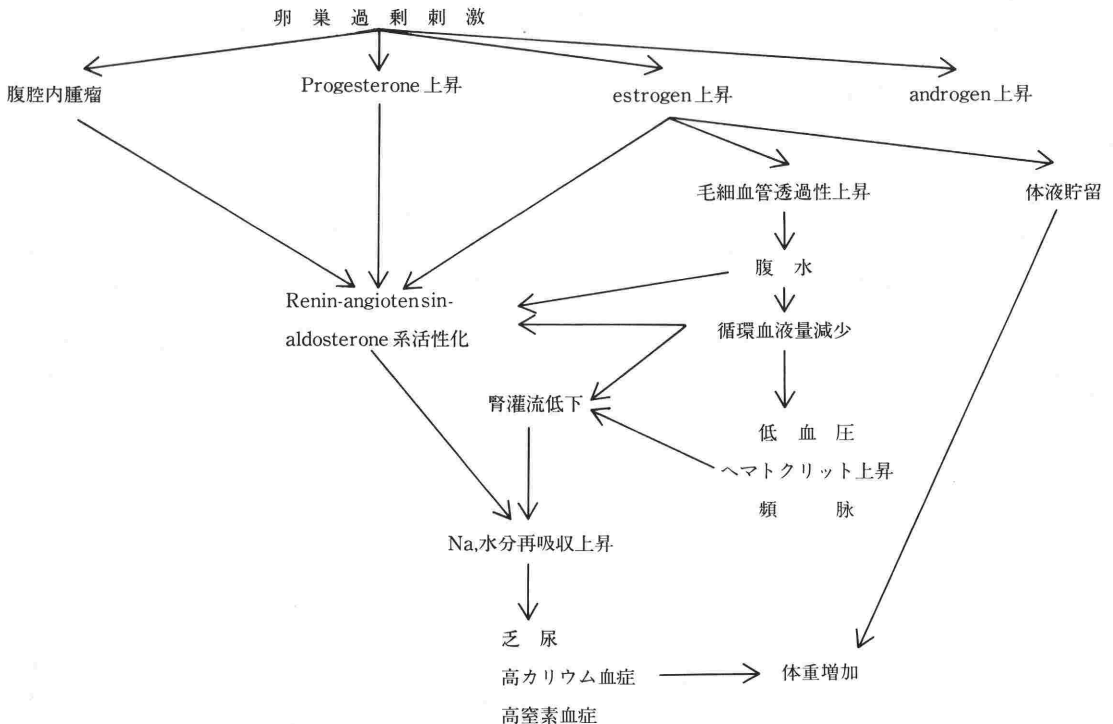 卵巣過剰刺激
腹腔内腫瘤
Progesterone上昇
estrogen上昇
androgen上昇
毛細血管透過性上昇
体液貯留
腹水
Renin-angiotensin-
aldosterone系活性化
循環血液量減少
腎灌流低下
低血圧
ヘマトクリット上昇
頻脈
Na,水分再吸収上昇
乏尿
高カリウム血症
高窒素血症
体重増加